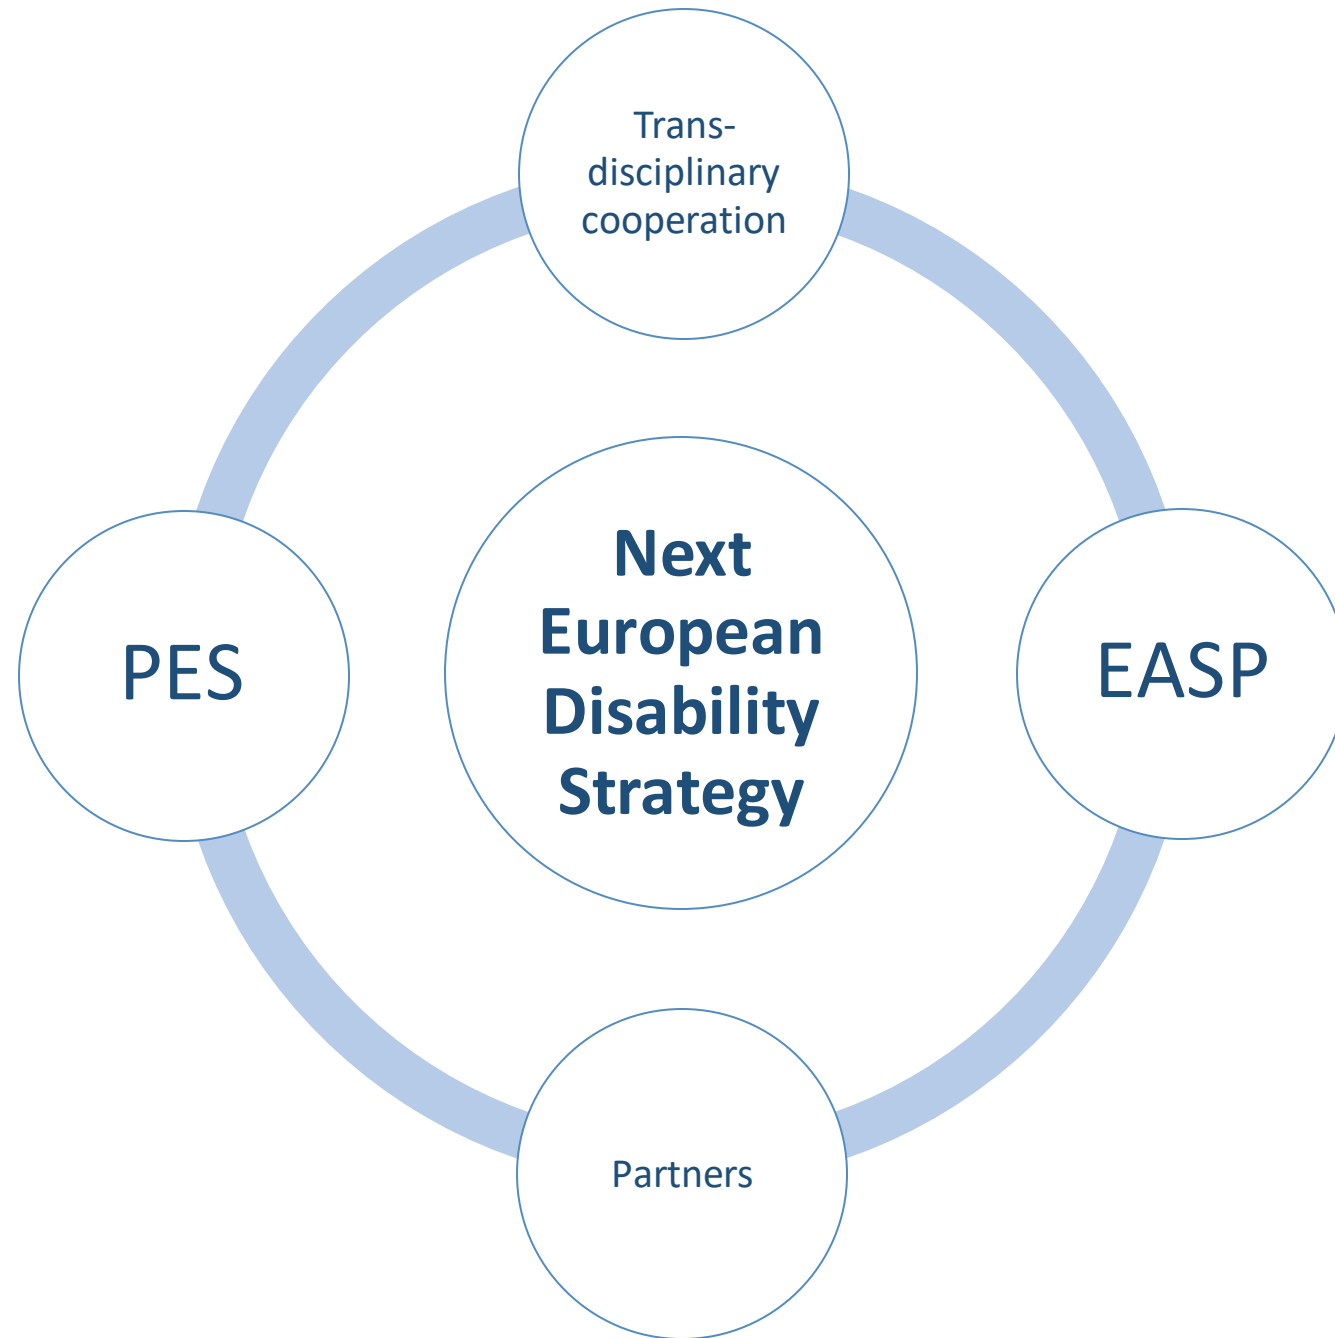 Trans-
disciplinary
cooperation
Next
European
Disability
Strategy
PES
EASP
Partners